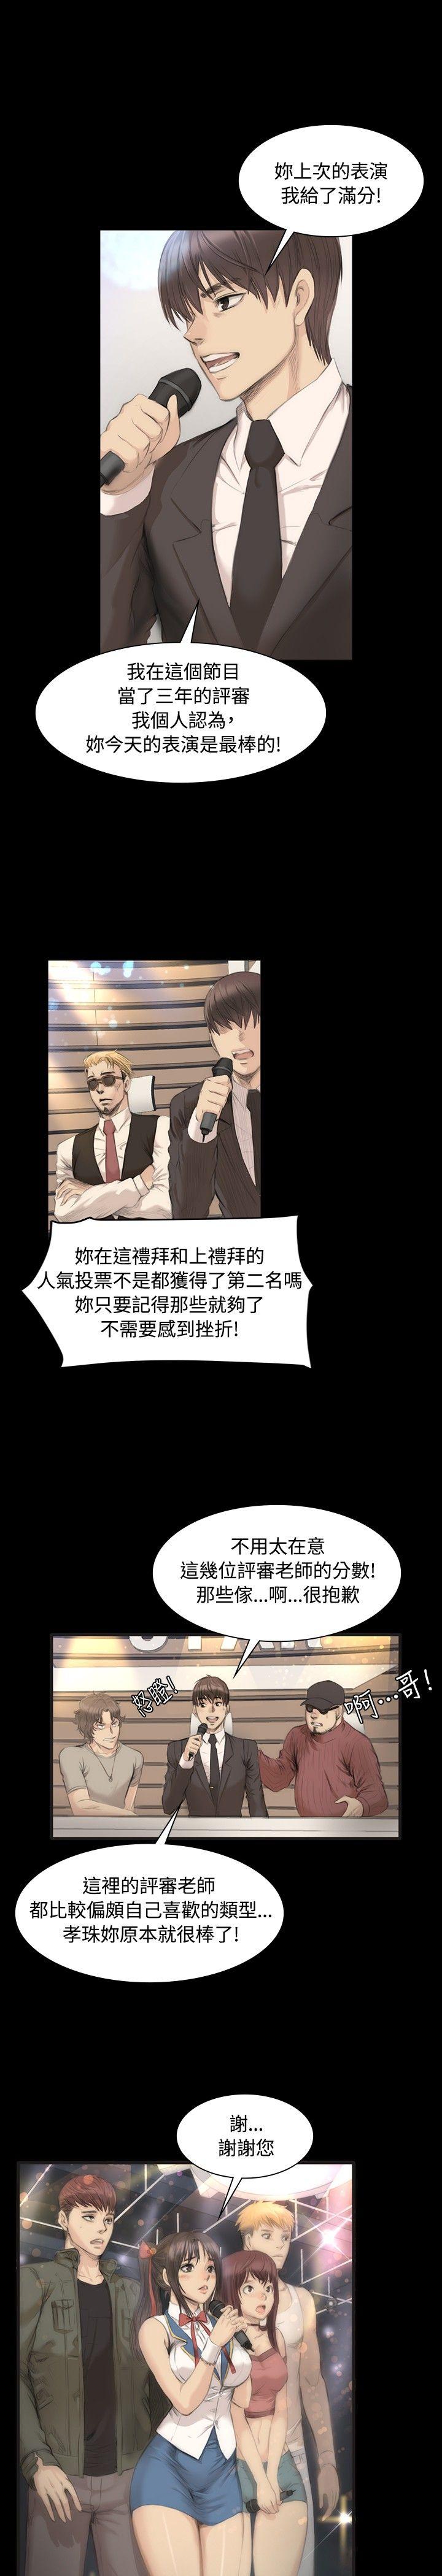 妳上次的表演
我給了滿分!
我在這個節目
當了三年的評審
我個人認為,
妳今天的表演是最棒的!
妳在這禮拜和上禮拜的
人氣投票不是都獲得了第二名嗎
妳只要記得那些就夠了
不需要感到挫折!
不用太在意
這幾位評審老師的分數!
那些傢...啊...很抱歉
怒瞪!
啊...哥!
這裡的評審老師
都比較偏頗自己喜歡的類型...
孝珠妳原本就很棒了!
謝...
謝謝您